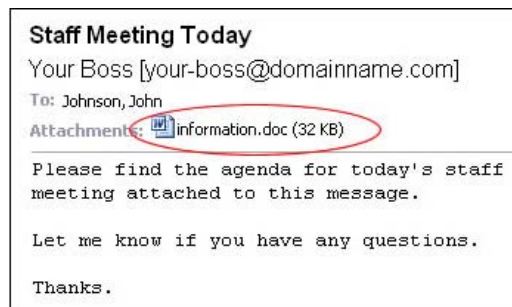 Staff Meeting Today
Your Boss [your-boss@domainname.com]
To: Johnson, John
Attachments: information.doc (32 KB)
Please find the agenda for today's staff
meeting attached to this message.
Let me know if you have any questions.
Thanks.